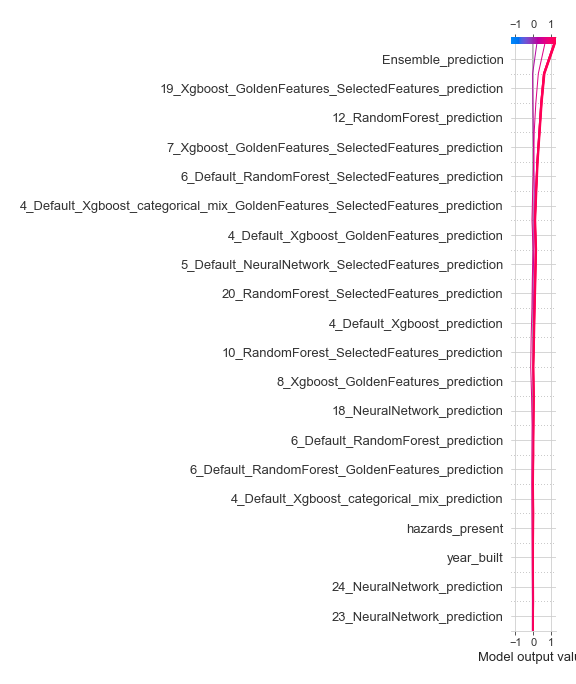 −1 0 1
Ensemble_prediction
19_Xgboost_GoldenFeatures_SelectedFeatures_prediction
12_RandomForest_prediction
7_Xgboost_GoldenFeatures_SelectedFeatures_prediction
6_Default_RandomForest_SelectedFeatures_prediction
4_Default_Xgboost_categorical_mix_GoldenFeatures_SelectedFeatures_prediction
4_Default_Xgboost_GoldenFeatures_prediction
5_Default_NeuralNetwork_SelectedFeatures_prediction
20_RandomForest_SelectedFeatures_prediction
4_Default_Xgboost_prediction
10_RandomForest_SelectedFeatures_prediction
8_Xgboost_GoldenFeatures_prediction
18_NeuralNetwork_prediction
6_Default_RandomForest_prediction
6_Default_RandomForest_GoldenFeatures_prediction
4_Default_Xgboost_categorical_mix_prediction
hazards_present
year_built
24_NeuralNetwork_prediction
23_NeuralNetwork_prediction
−1 0 1
Model output valu